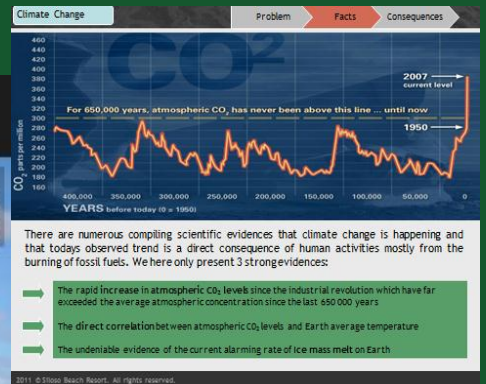 Climate Change
Problem
Facts
Consequences
CO2
460
440
420
400
380
360
340
320
300
280
260
240
220
200
180
160
CO2 parts per million
2007
current level
For 650,000 years, atmospheric CO2 has never been above this line ... until now
1950
400,000 350,000 300,000 250,000 200,000 150,000 100,000 50,000 0
YEARS before today (0 = 1950)
There are numerous compiling scientific evidences that climate change is happening and
that todays observed trend is a direct consequence of human activities mostly from the
burning of fossil fuels. We here only present 3 strong evidences:
The rapid increase in atmospheric CO2 levels since the industrial revolution which have far
exceeded the average atmospheric concentration since the last 650 000 years
The direct correlation between atmospheric CO2 levels and Earth average temperature
The undeniable evidence of the current alarming rate of Ice mass melt on Earth
2011 © Siloso Beach Resort. All rights reserved.